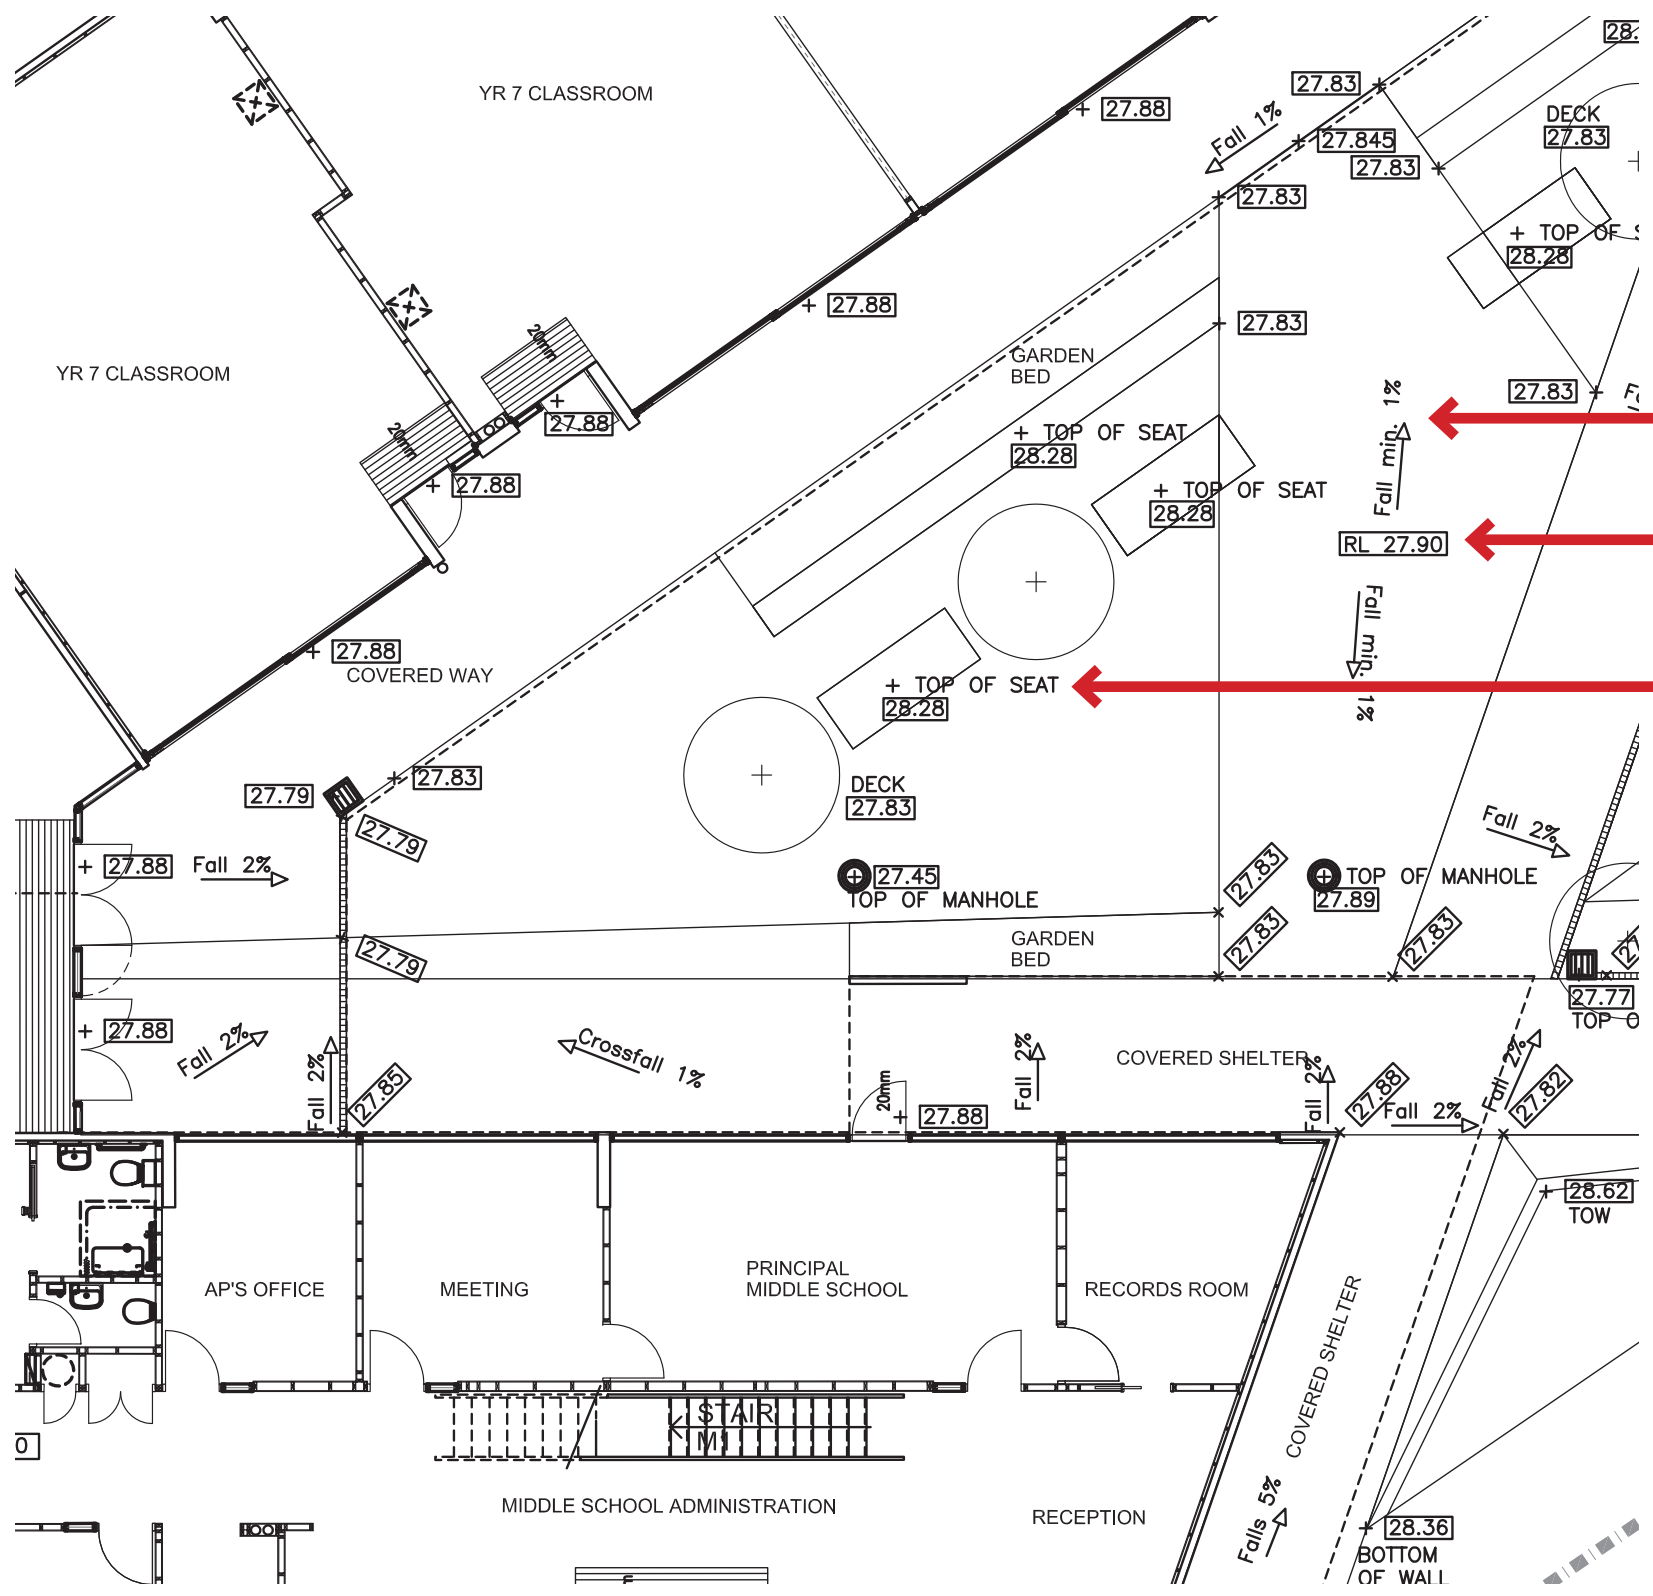 YR 7 CLASSROOM
27.88
Fall 1%
27.83
27.845
27.83
27.83
DECK
27.83
28.
+ TOP OF S
28.28
YR 7 CLASSROOM
20mm
20mm
27.88
27.88
27.88
27.83
GARDEN
BED
27.83
Fall min. 1%
+ TOP OF SEAT
28.28
+ TOP OF SEAT
28.28
RL 27.90
Fall min. 1%
27.88
COVERED WAY
+ TOP OF SEAT
28.28
27.79
27.83
27.79
DECK
27.83
Fall 2%
27.88
Fall 2%
27.45
TOP OF MANHOLE
27.83
TOP OF MANHOLE
27.89
27.79
GARDEN
BED
27.83
27.83
27.77
TOP O
27.88
Fall 2%
Fall 2%
27.85
Crossfall 1%
20mm
27.88
Fall 2%
COVERED SHELTER
Fall 2%
27.88
Fall 2%
Fall 2%
27.82
28.62
TOW
AP'S OFFICE
MEETING
PRINCIPAL
MIDDLE SCHOOL
RECORDS ROOM
COVERED SHELTER
STAIR
M1
0
MIDDLE SCHOOL ADMINISTRATION
RECEPTION
Falls 5%
28.36
BOTTOM
OF WALL